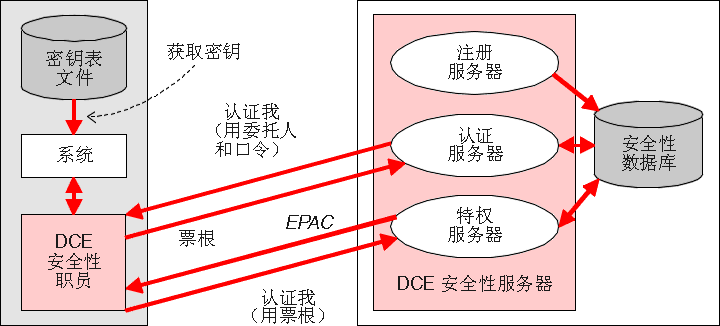 密钥表
文件
获取密钥
系统
DCE
安全性
职员
认证我
（用委托人
和口令）
票根
EPAC
认证我
（用票根）
注册
服务器
认证
服务器
特权
服务器
DCE 安全性服务器
安全性
数据库